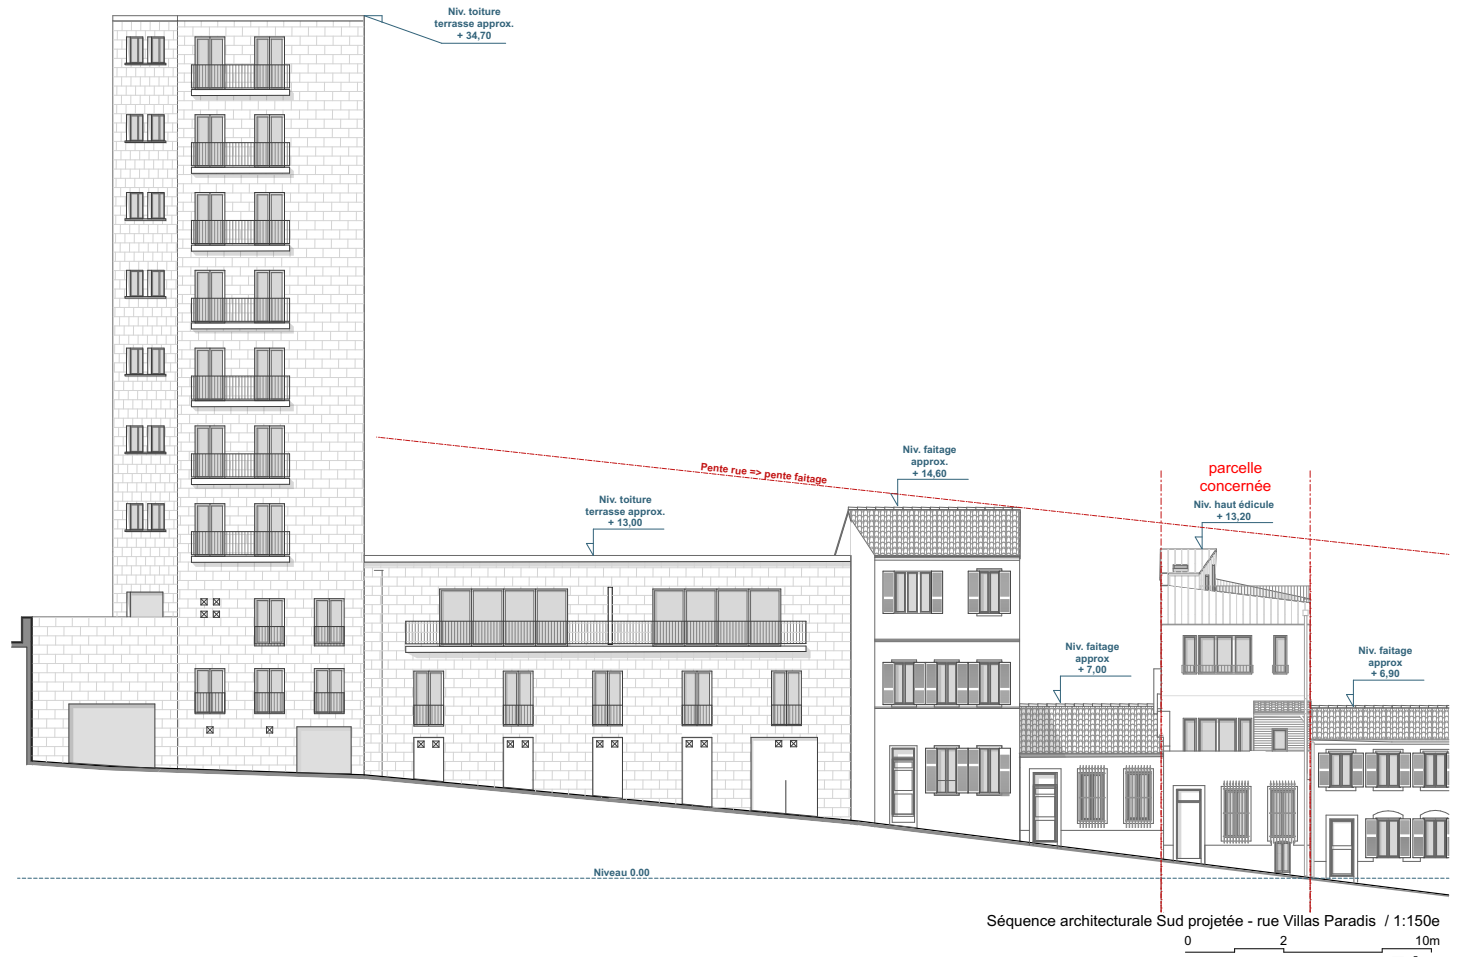 Niv. toiture
terrasse approx.
+ 34,70
Pente rue => pente faitage
Niv. faitage
approx.
+ 14,60
parcelle
concernée
Niv. haut édicule
+ 13,20
Niv. toiture
terrasse approx.
+ 13,00
Niv. faitage
approx
+ 7,00
Niv. faitage
approx
+ 6,90
Niveau 0.00
Séquence architecturale Sud projetée - rue Villas Paradis / 1:150e
0 2 10m